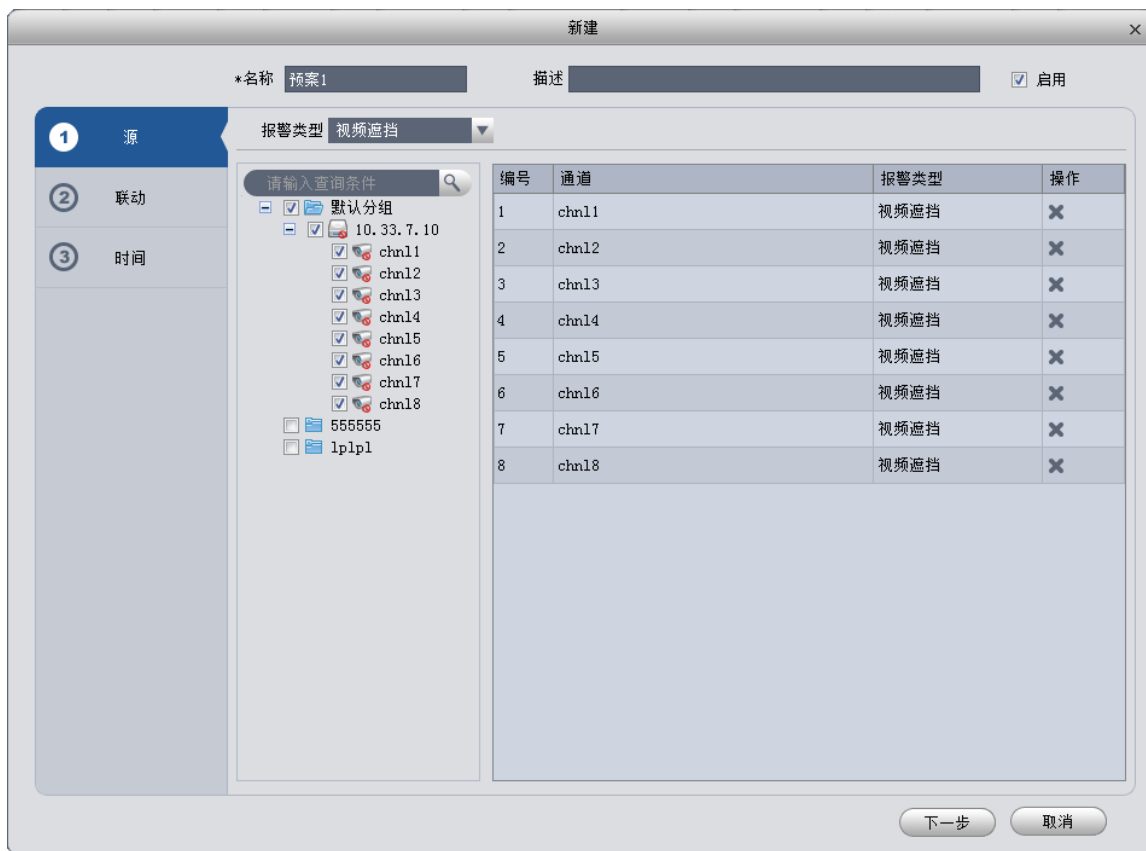 新建
*名称 预案1 描述 启用
1 源
2 联动
3 时间
报警类型 视频遮挡
请输入查询条件
默认分组
10.33.7.10
chnl1
chnl2
chnl3
chnl4
chnl5
chnl6
chnl7
chnl8
555555
lplpl
编号 通道 报警类型 操作
1 chnl1 视频遮挡
2 chnl2 视频遮挡
3 chnl3 视频遮挡
4 chnl4 视频遮挡
5 chnl5 视频遮挡
6 chnl6 视频遮挡
7 chnl7 视频遮挡
8 chnl8 视频遮挡
下一步 取消